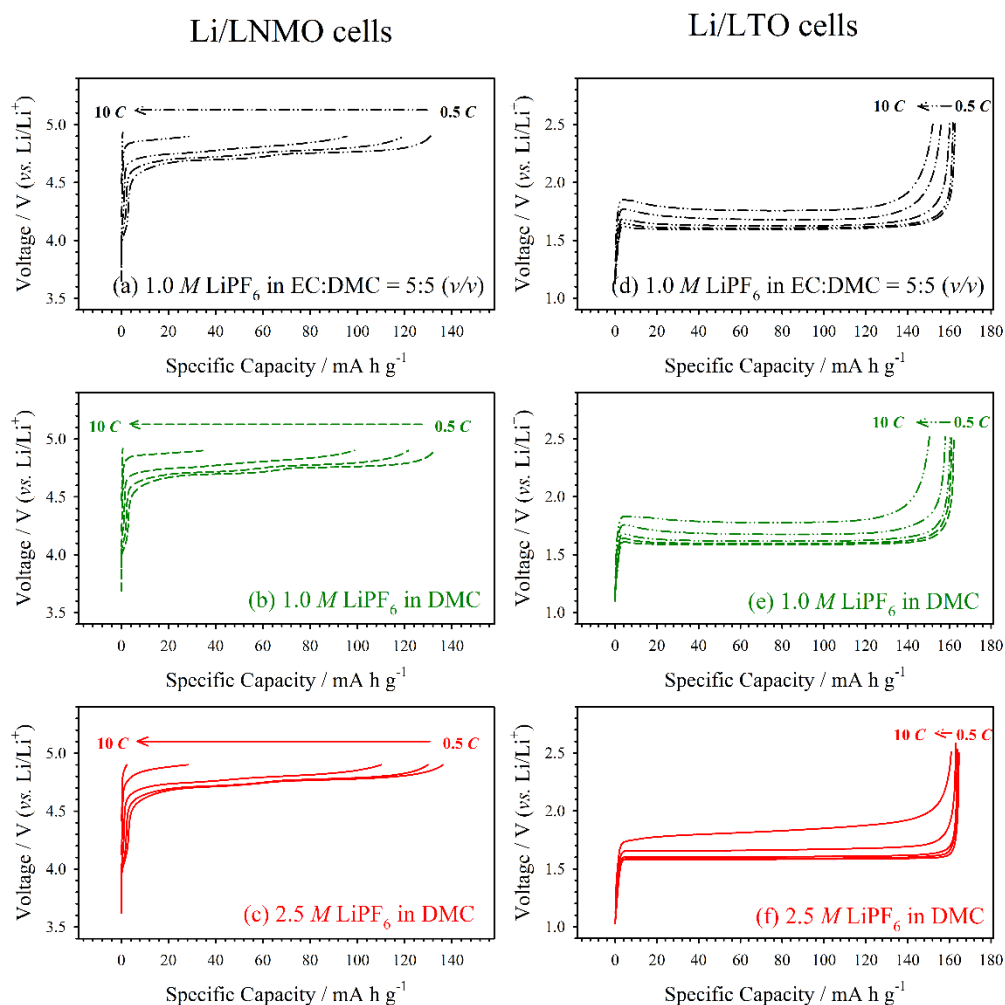 Li/LNMO cells
Li/LTO cells
Voltage / V (vs. Li/Li⁺)
5.0
4.5
4.0
3.5
10 C
0.5 C
(a) 1.0 M LiPF₆ in EC:DMC = 5:5 (v/v)
0 20 40 60 80 100 120 140
Specific Capacity / mA h g⁻¹
Voltage / V (vs. Li/Li⁻)
2.5
2.0
1.5
1.0
10 C
0.5 C
(d) 1.0 M LiPF₆ in EC:DMC = 5:5 (v/v)
0 20 40 60 80 100 120 140 160 180
Specific Capacity / mA h g⁻¹
Voltage / V (vs. Li/Li⁺)
5.0
4.5
4.0
3.5
10 C
0.5 C
(b) 1.0 M LiPF₆ in DMC
0 20 40 60 80 100 120 140
Specific Capacity / mA h g⁻¹
Voltage / V (vs. Li/Li⁻)
2.5
2.0
1.5
1.0
10 C
0.5 C
(e) 1.0 M LiPF₆ in DMC
0 20 40 60 80 100 120 140 160 180
Specific Capacity / mA h g⁻¹
Voltage / V (vs. Li/Li⁺)
5.0
4.5
4.0
3.5
10 C
0.5 C
(c) 2.5 M LiPF₆ in DMC
0 20 40 60 80 100 120 140
Specific Capacity / mA h g⁻¹
Voltage / V (vs. Li/Li⁺)
2.5
2.0
1.5
1.0
10 C
0.5 C
(f) 2.5 M LiPF₆ in DMC
0 20 40 60 80 100 120 140 160 180
Specific Capacity / mA h g⁻¹